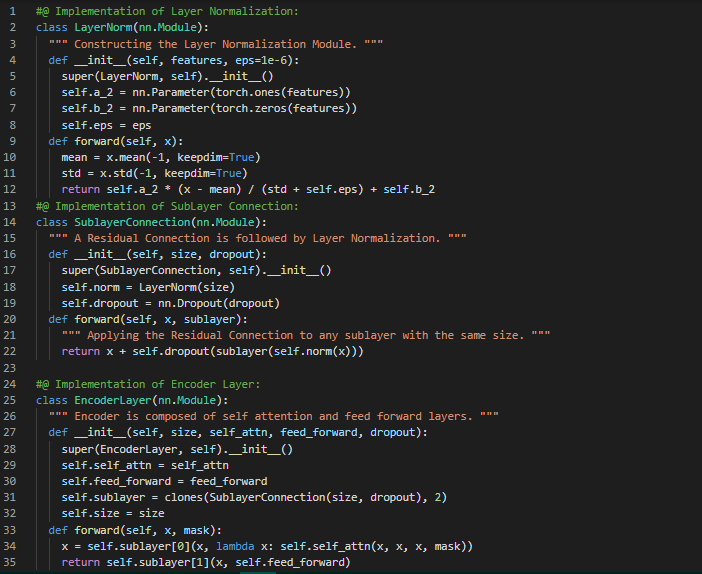 1 #@ Implementation of Layer Normalization:
2 class LayerNorm(nn.Module):
3   """ Constructing the Layer Normalization Module. """
4   def __init__(self, features, eps=1e-6):
5     super(LayerNorm, self).__init__()
6     self.a_2 = nn.Parameter(torch.ones(features))
7     self.b_2 = nn.Parameter(torch.zeros(features))
8     self.eps = eps
9   def forward(self, x):
10     mean = x.mean(-1, keepdim=True)
11     std = x.std(-1, keepdim=True)
12     return self.a_2 * (x - mean) / (std + self.eps) + self.b_2
13 #@ Implementation of SubLayer Connection:
14 class SublayerConnection(nn.Module):
15   """ A Residual Connection is followed by Layer Normalization. """
16   def __init__(self, size, dropout):
17     super(SublayerConnection, self).__init__()
18     self.norm = LayerNorm(size)
19     self.dropout = nn.Dropout(dropout)
20   def forward(self, x, sublayer):
21     """ Applying the Residual Connection to any sublayer with the same size. """
22     return x + self.dropout(sublayer(self.norm(x)))
23
24 #@ Implementation of Encoder Layer:
25 class EncoderLayer(nn.Module):
26   """ Encoder is composed of self attention and feed forward layers. """
27   def __init__(self, size, self_attn, feed_forward, dropout):
28     super(EncoderLayer, self).__init__()
29     self.self_attn = self_attn
30     self.feed_forward = feed_forward
31     self.sublayer = clones(SublayerConnection(size, dropout), 2)
32     self.size = size
33   def forward(self, x, mask):
34     x = self.sublayer[0](x, lambda x: self.self_attn(x, x, x, mask))
35     return self.sublayer[1](x, self.feed_forward)